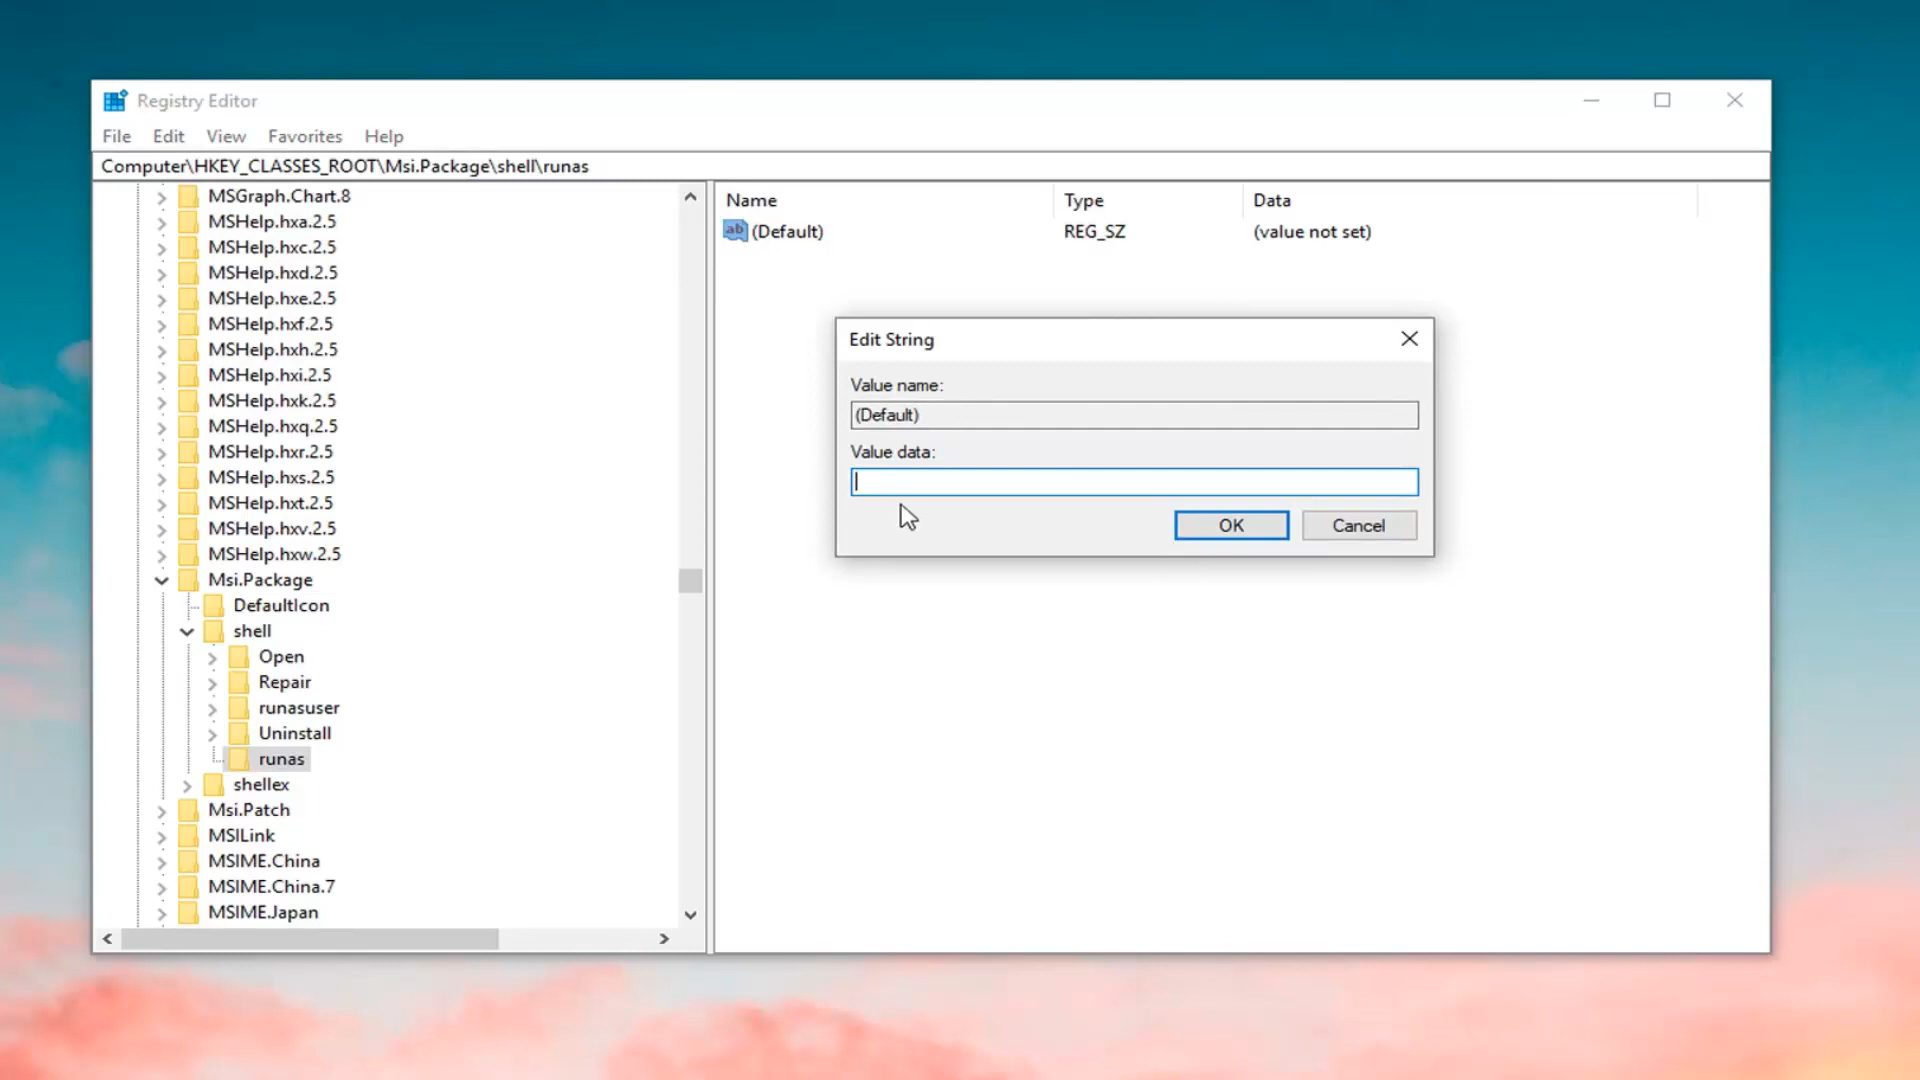 Registry Editor
File Edit View Favorites Help
Computer\HKEY_CLASSES_ROOT\Msi.Package\shell\runas
MSGraph.Chart.8
MSHelp.hxa.2.5
MSHelp.hxc.2.5
MSHelp.hxd.2.5
MSHelp.hxe.2.5
MSHelp.hxf.2.5
MSHelp.hxh.2.5
MSHelp.hxi.2.5
MSHelp.hxk.2.5
MSHelp.hxq.2.5
MSHelp.hxr.2.5
MSHelp.hxs.2.5
MSHelp.hxt.2.5
MSHelp.hxv.2.5
MSHelp.hxw.2.5
Msi.Package
DefaultIcon
shell
Open
Repair
runasuser
Uninstall
runas
shellex
Msi.Patch
MSILink
MSIME.China
MSIME.China.7
MSIME.Japan
Name Type Data
ab (Default) REG_SZ (value not set)
Edit String
Value name:
(Default)
Value data:
OK Cancel